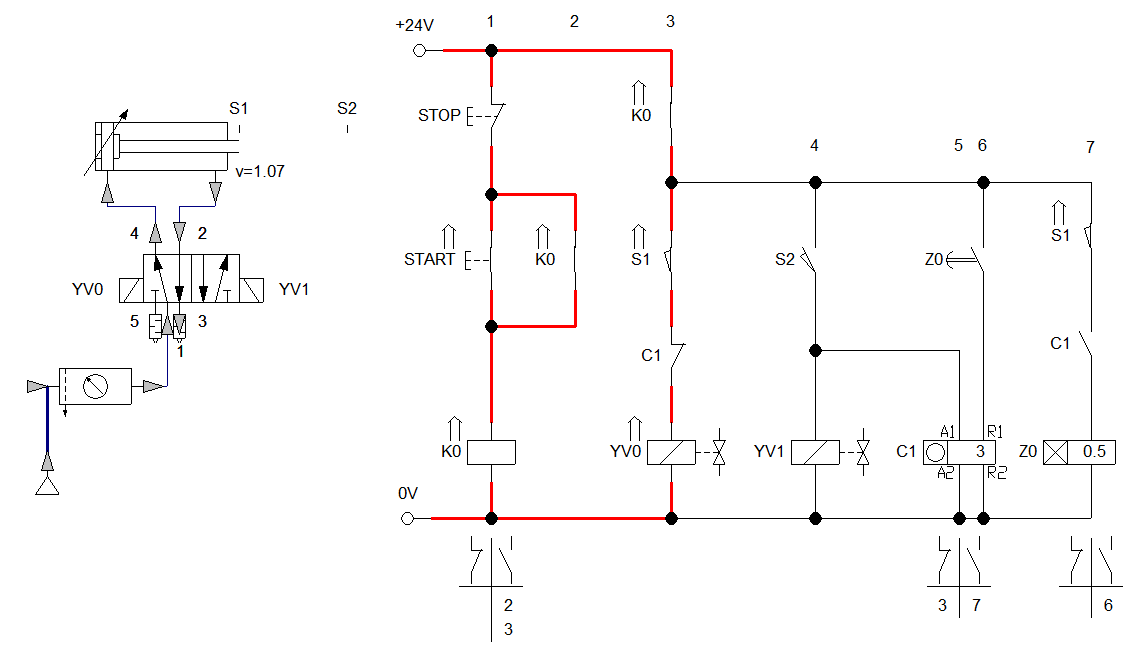 +24V
1
2
3
STOP
K0
START
K0
S1
C1
K0
YV0
0V
4
5
6
7
S2
Z0
S1
C1
YV1
C1
A1
R1
3
A2
R2
Z0
0.5
2
3
3
7
6
S1
S2
v=1.07
4
2
YV0
YV1
5
3
1